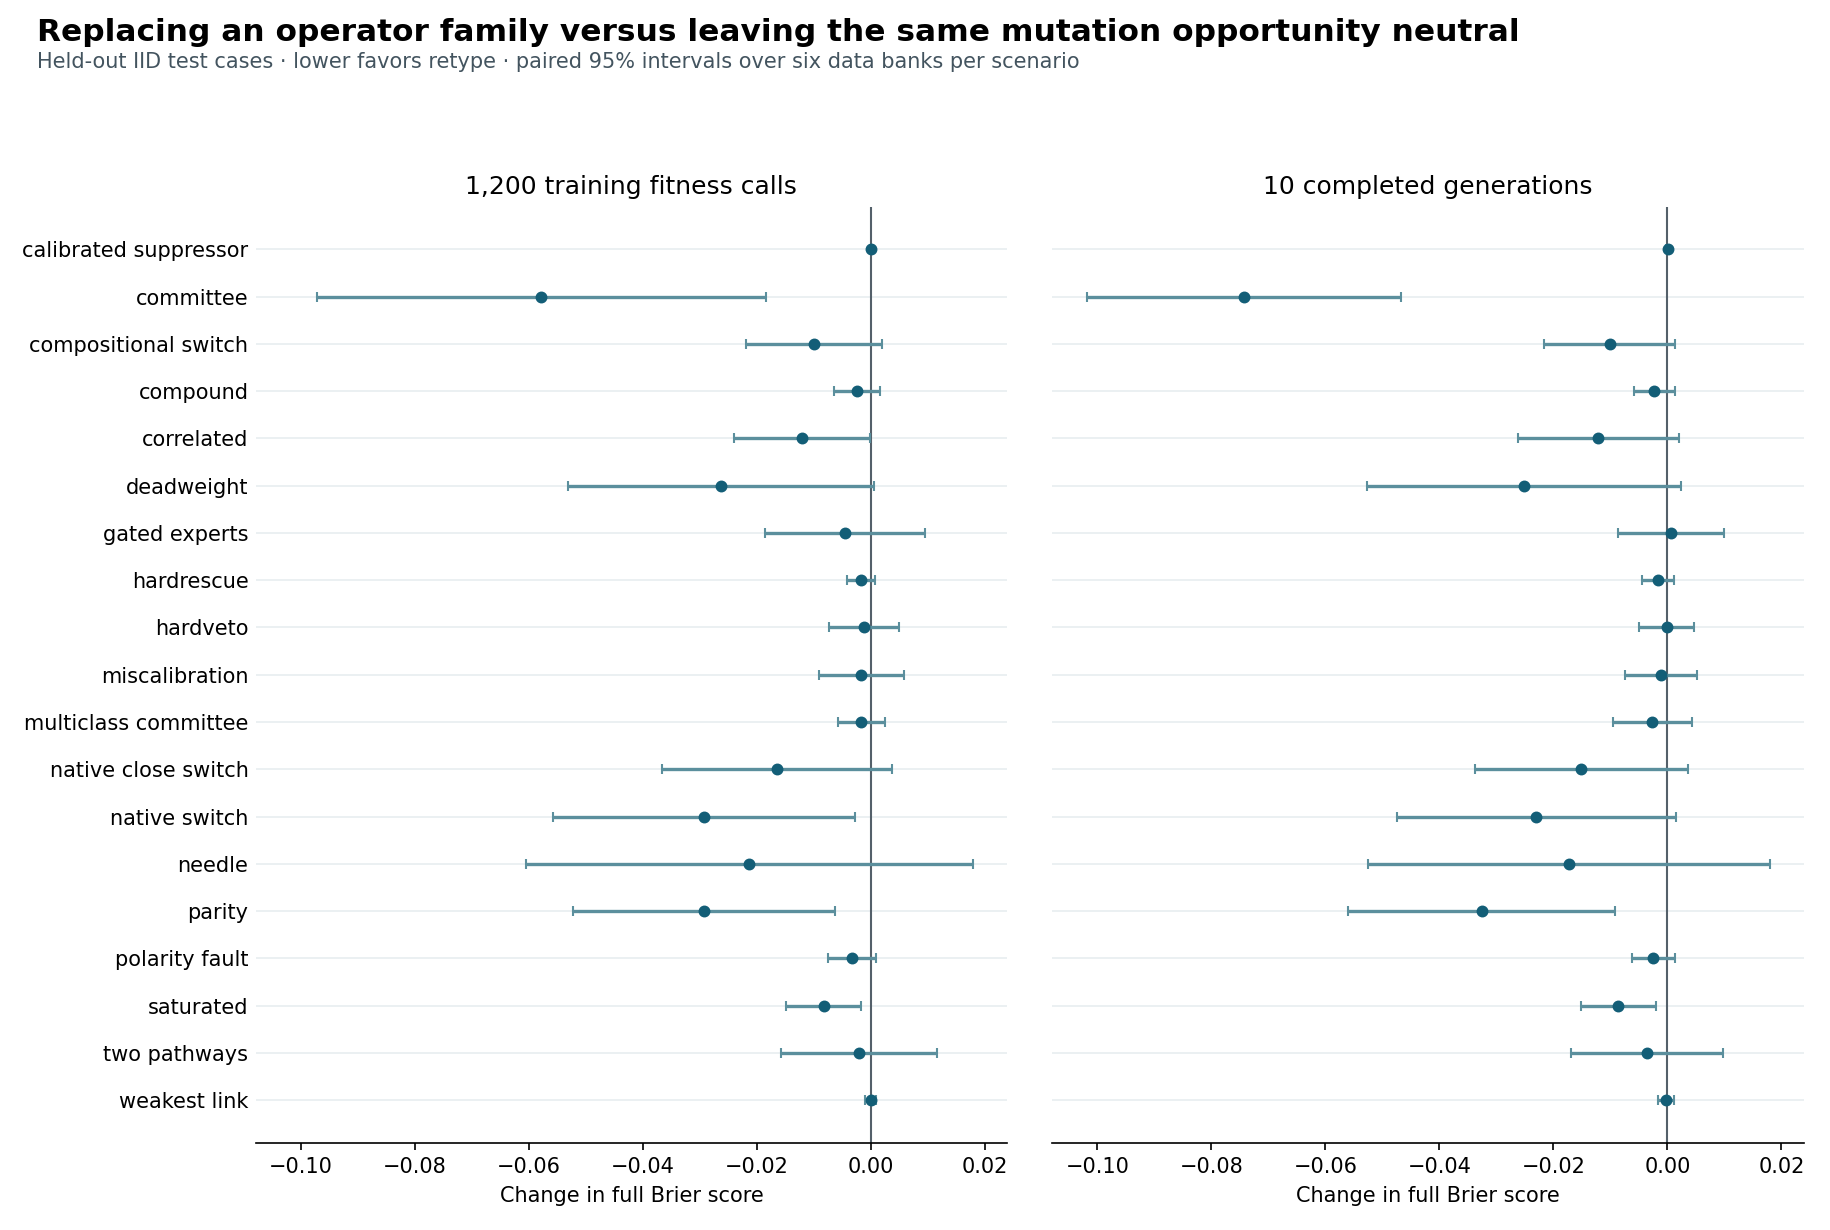 Replacing an operator family versus leaving the same mutation opportunity neutral
Held-out IID test cases · lower favors retype · paired 95% intervals over six data banks per scenario
1,200 training fitness calls
10 completed generations
calibrated suppressor
committee
compositional switch
compound
correlated
deadweight
gated experts
hardrescue
hardveto
miscalibration
multiclass committee
native close switch
native switch
needle
parity
polarity fault
saturated
two pathways
weakest link
−0.10 −0.08 −0.06 −0.04 −0.02 0.00 0.02
−0.10 −0.08 −0.06 −0.04 −0.02 0.00 0.02
Change in full Brier score
Change in full Brier score